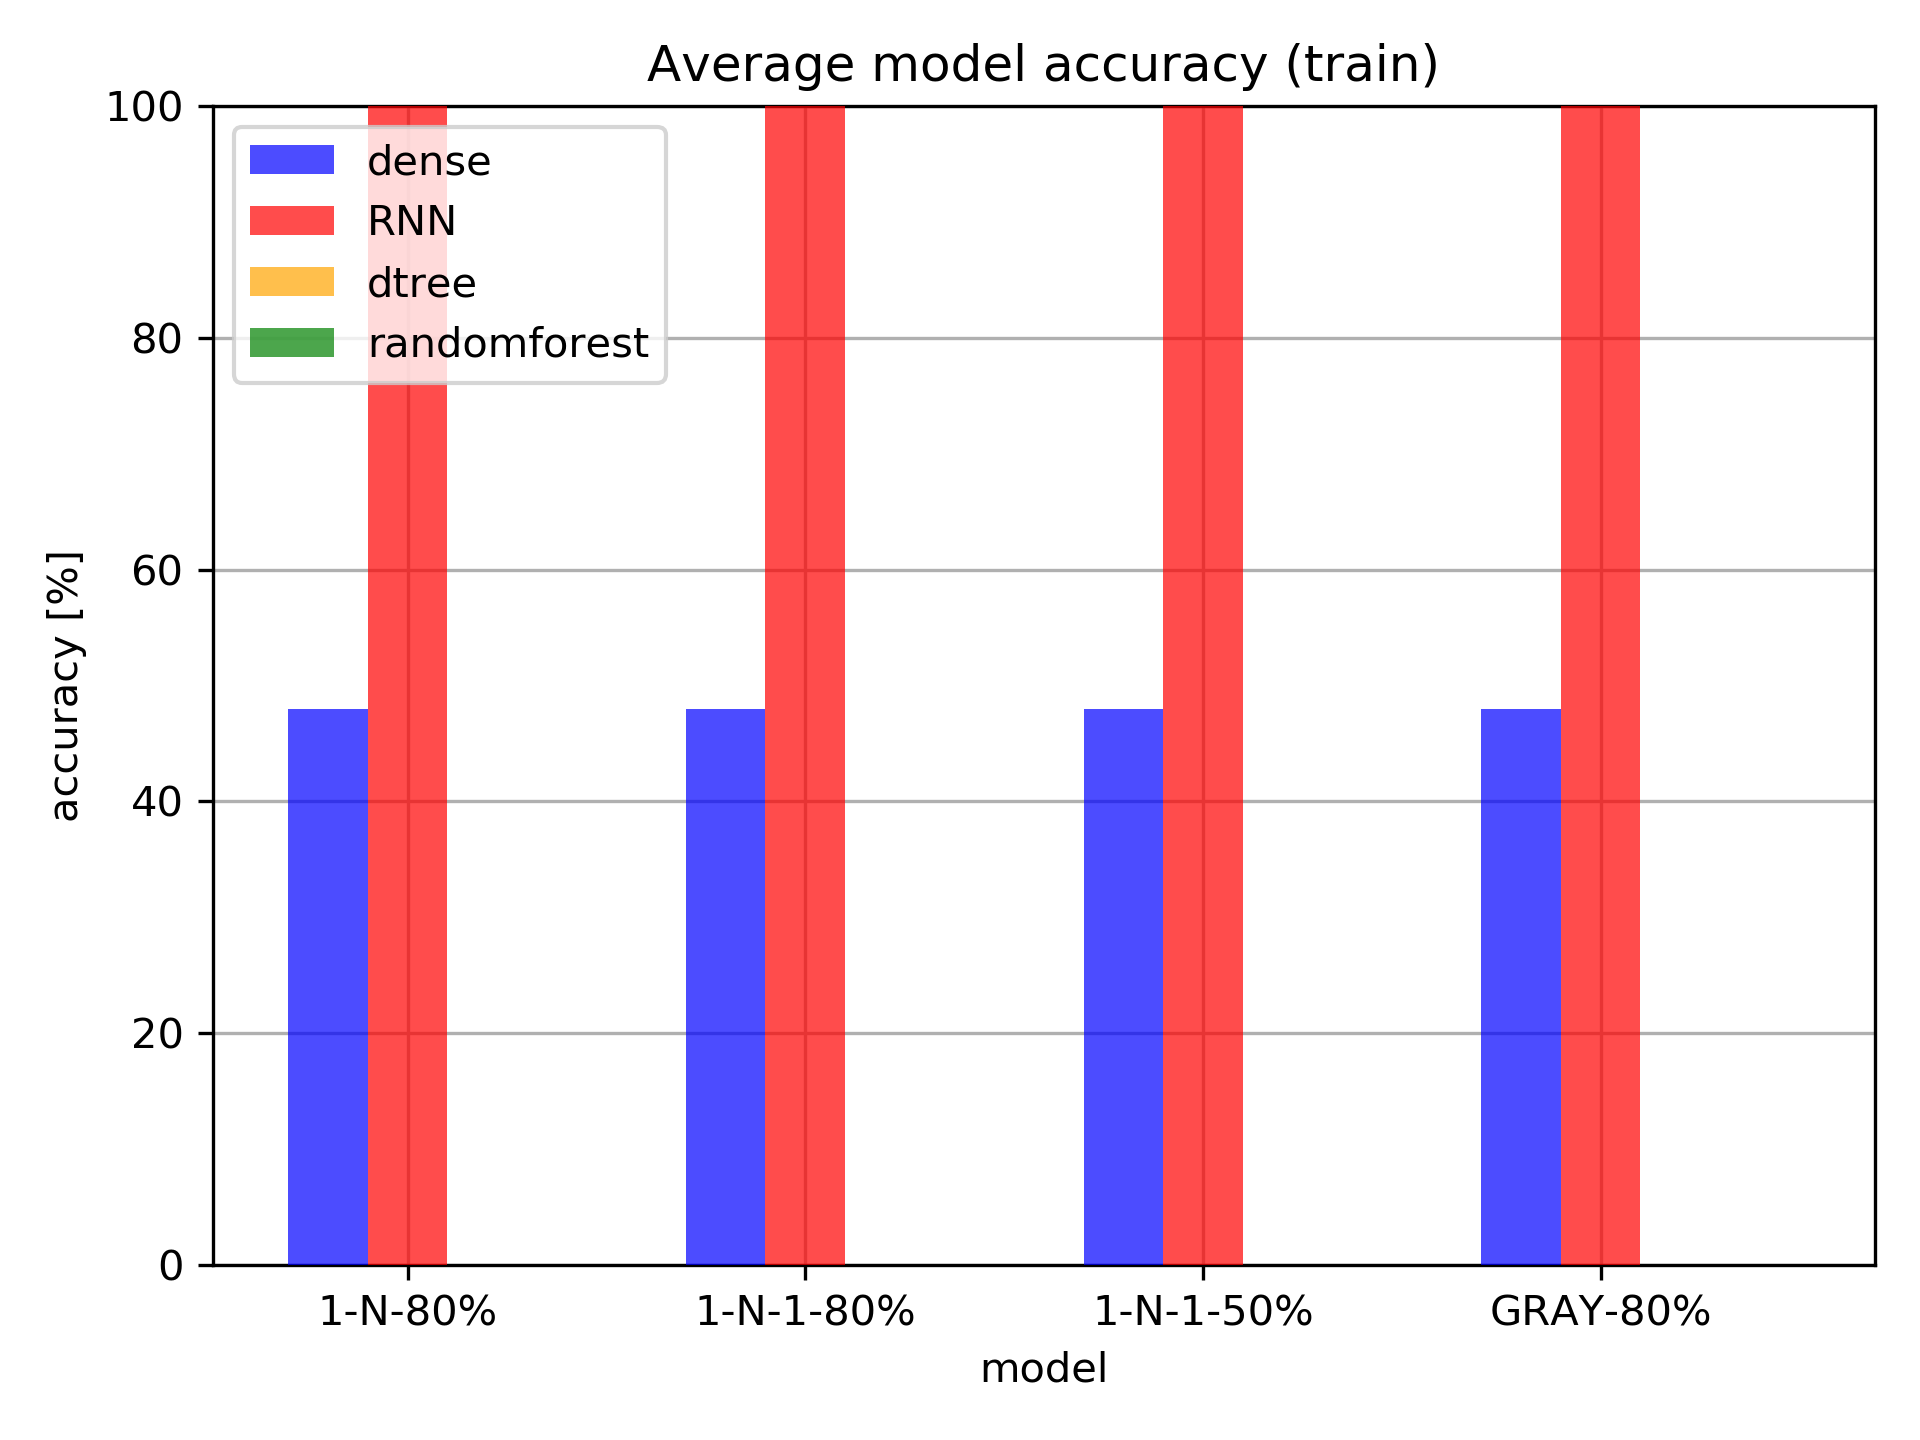 Average model accuracy (train)
100
80
60
40
20
0
accuracy [%]
dense
RNN
dtree
randomforest
1-N-80%
1-N-1-80%
1-N-1-50%
GRAY-80%
model